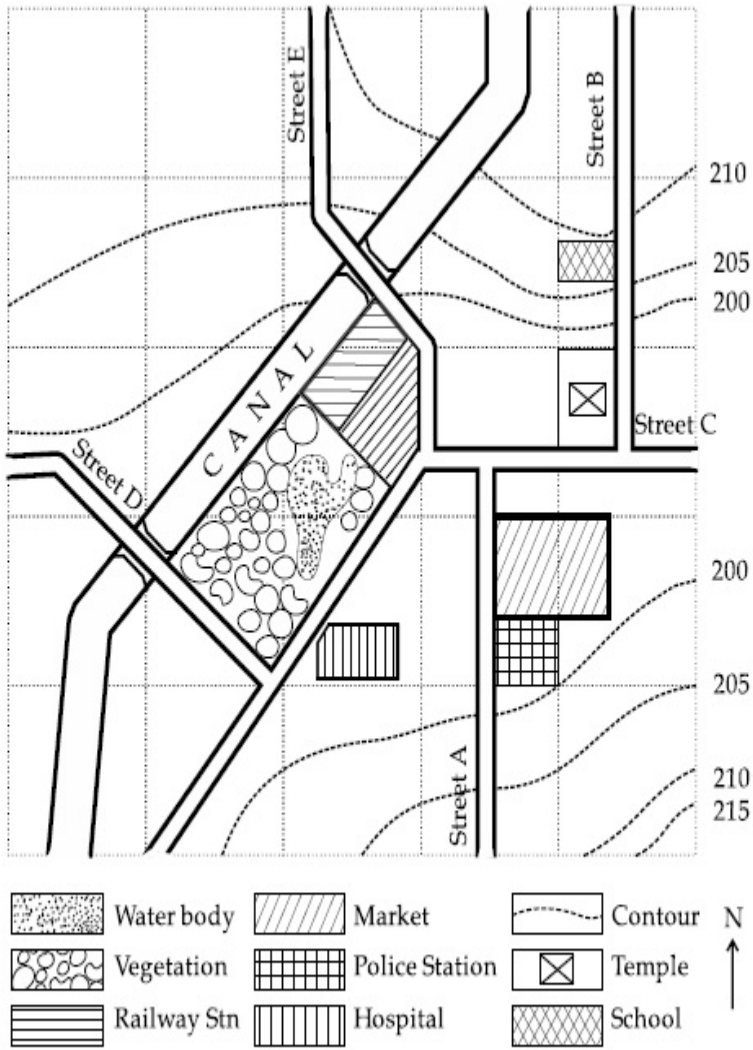 Street E
Street B
210
205
200
CANAL
Street C
Street D
200
205
210
215
Street A
Water body
Market
Contour
N
Vegetation
Police Station
Temple
Railway Stn
Hospital
School